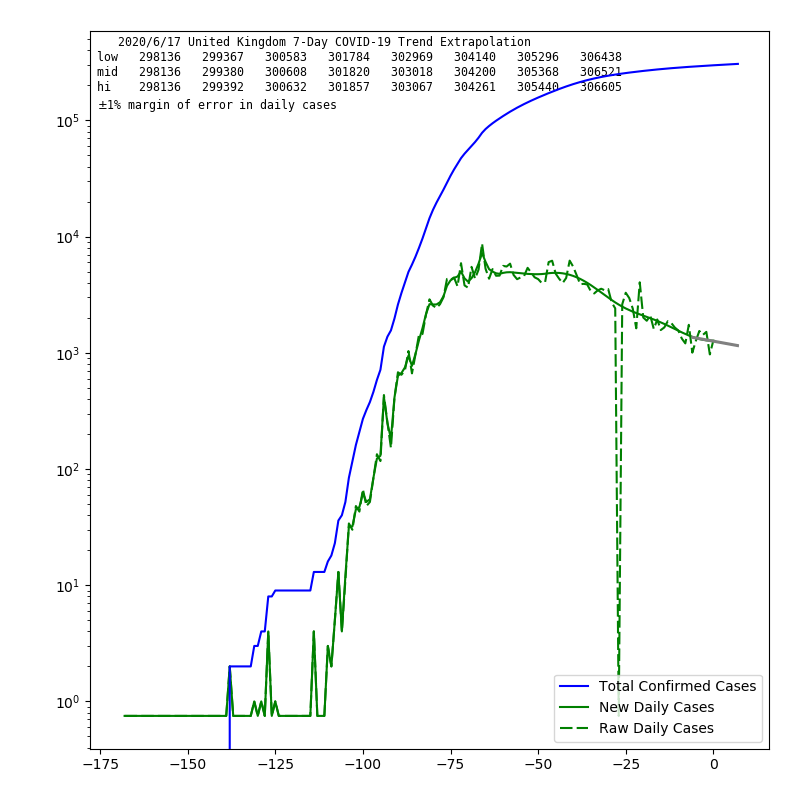 2020/6/17 United Kingdom 7-Day COVID-19 Trend Extrapolation
low 298136 299367 300583 301784 302969 304140 305296 306438
mid 298136 299380 300608 301820 303018 304200 305368 306521
hi 298136 299392 300632 301857 303067 304261 305440 306605
±1% margin of error in daily cases
10⁵
10⁴
10³
10²
10¹
10⁰
Total Confirmed Cases
New Daily Cases
Raw Daily Cases
−175 −150 −125 −100 −75 −50 −25 0